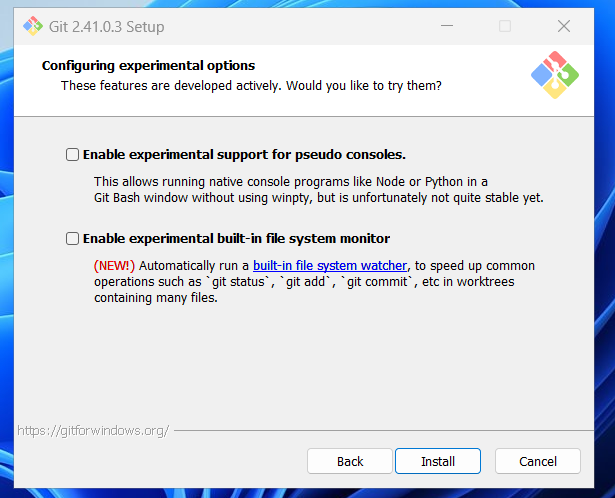 Git 2.41.0.3 Setup
Configuring experimental options
These features are developed actively. Would you like to try them?
Enable experimental support for pseudo consoles.
This allows running native console programs like Node or Python in a
Git Bash window without using winpty, but is unfortunately not quite stable yet.
Enable experimental built-in file system monitor
(NEW!) Automatically run a built-in file system watcher, to speed up common
operations such as `git status`, `git add`, `git commit`, etc in worktrees
containing many files.
https://gitforwindows.org/
Back Install Cancel